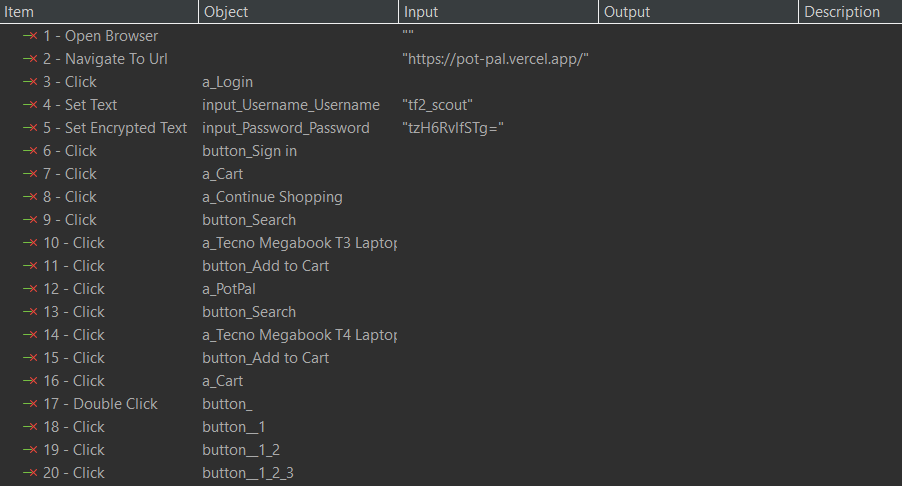 Item Object Input Output Description
1 - Open Browser ""
2 - Navigate To Url "https://pot-pal.vercel.app/"
3 - Click a_Login
4 - Set Text input_Username_Username "tf2_scout"
5 - Set Encrypted Text input_Password_Password "tzH6RvlfSTg="
6 - Click button_Sign in
7 - Click a_Cart
8 - Click a_Continue Shopping
9 - Click button_Search
10 - Click a_Tecno Megabook T3 Laptop
11 - Click button_Add to Cart
12 - Click a_PotPal
13 - Click button_Search
14 - Click a_Tecno Megabook T4 Laptop
15 - Click button_Add to Cart
16 - Click a_Cart
17 - Double Click button_
18 - Click button__1
19 - Click button__1_2
20 - Click button__1_2_3